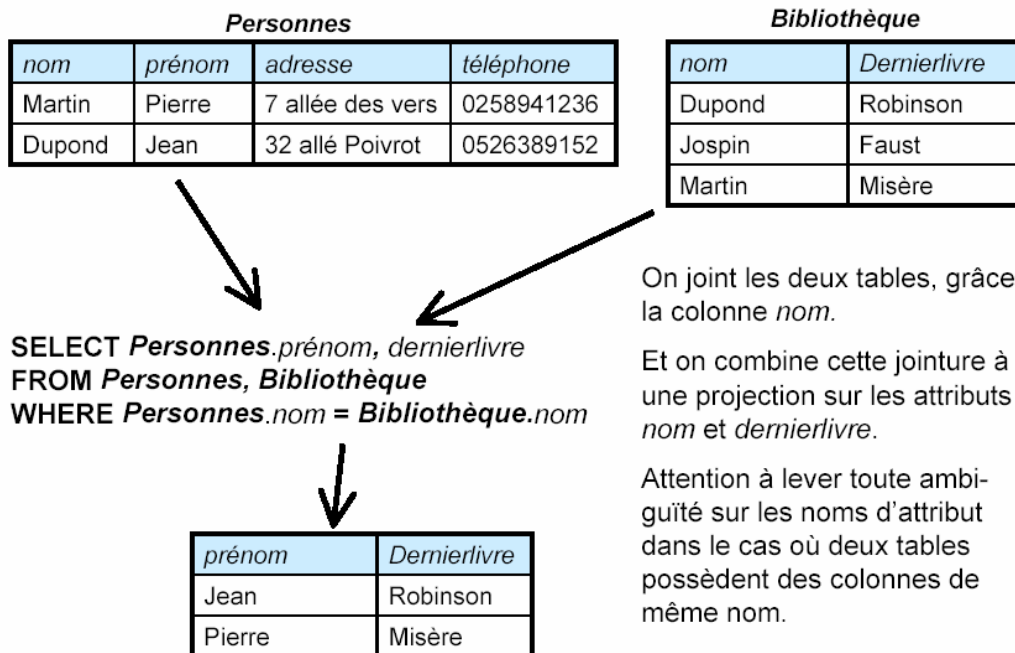 Personnes
nom prénom adresse téléphone
Martin Pierre 7 allée des vers 0258941236
Dupond Jean 32 allé Poivrot 0526389152
Bibliothèque
nom Dernierlivre
Dupond Robinson
Jospin Faust
Martin Misère
On joint les deux tables, grâce
la colonne nom.
Et on combine cette jointure à
une projection sur les attributs
nom et dernierlivre.
Attention à lever toute ambi-
guïté sur les noms d'attribut
dans le cas où deux tables
possèdent des colonnes de
même nom.
SELECT Personnes.prénom, dernierlivre
FROM Personnes, Bibliothèque
WHERE Personnes.nom = Bibliothèque.nom
prénom Dernierlivre
Jean Robinson
Pierre Misère